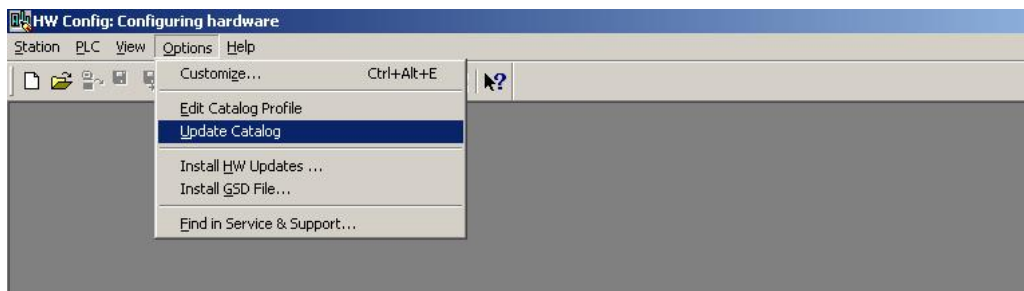 HW Config: Configuring hardware
Station PLC View Options Help
Customize... Ctrl+Alt+E
Edit Catalog Profile
Update Catalog
Install HW Updates ...
Install GSD File...
Find in Service & Support...